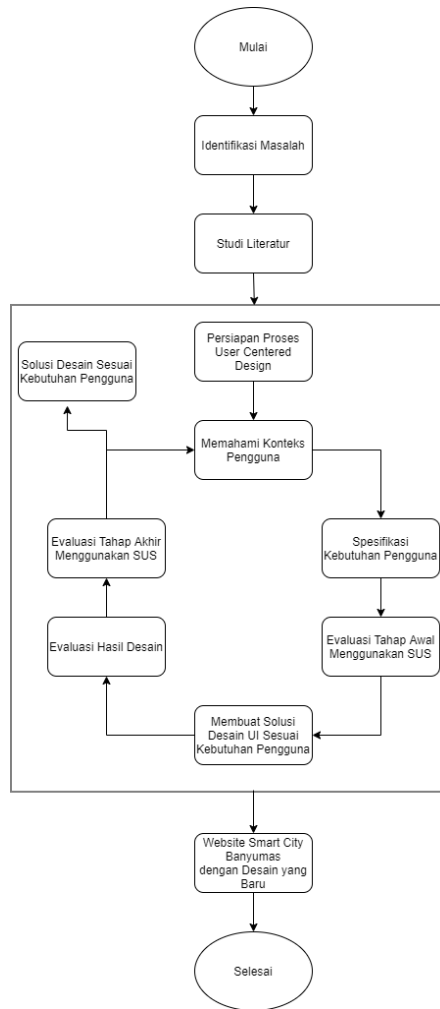 Mulai
Identifikasi Masalah
Studi Literatur
Persiapan Proses
User Centered
Design
Solusi Desain Sesuai
Kebutuhan Pengguna
Memahami Konteks
Pengguna
Evaluasi Tahap Akhir
Menggunakan SUS
Spesifikasi
Kebutuhan Pengguna
Evaluasi Hasil Desain
Evaluasi Tahap Awal
Menggunakan SUS
Membuat Solusi
Desain UI Sesuai
Kebutuhan Pengguna
Website Smart City
Banyumas
dengan Desain yang
Baru
Selesai